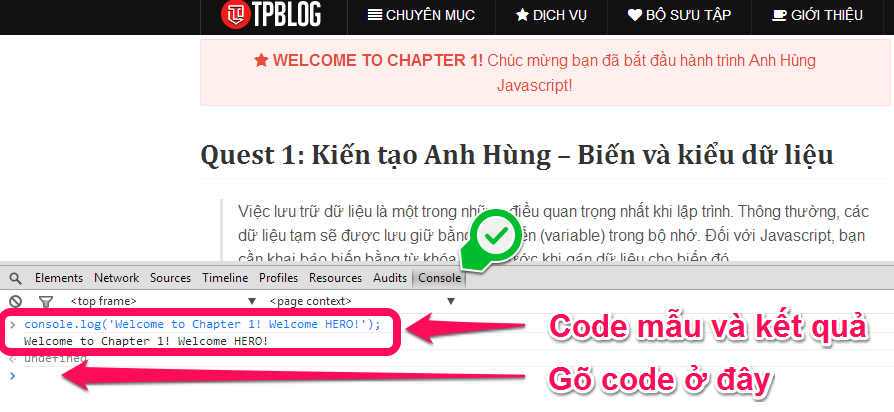 TPBLOG CHUYÊN MỤC DỊCH VỤ BỘ SƯU TẬP GIỚI THIỆU
WELCOME TO CHAPTER 1! Chúc mừng bạn đã bắt đầu hành trình Anh Hùng
Javascript!
Quest 1: Kiến tạo Anh Hùng – Biến và kiểu dữ liệu
Việc lưu trữ dữ liệu là một trong điều quan trọng nhất khi lập trình. Thông thường, các
dữ liệu tạm sẽ được lưu giữ bằng (variable) trong bộ nhớ. Đối với Javascript, bạn
cần khai báo biến bằng từ khóa khi gán dữ liệu cho biến đó.
Elements Network Sources Timeline Profiles Resources Audits Console
<top frame> <page context>
console.log('Welcome to Chapter 1! Welcome HERO!');
Welcome to Chapter 1! Welcome HERO!
undefined
Code mẫu và kết quả
Gõ code ở đây